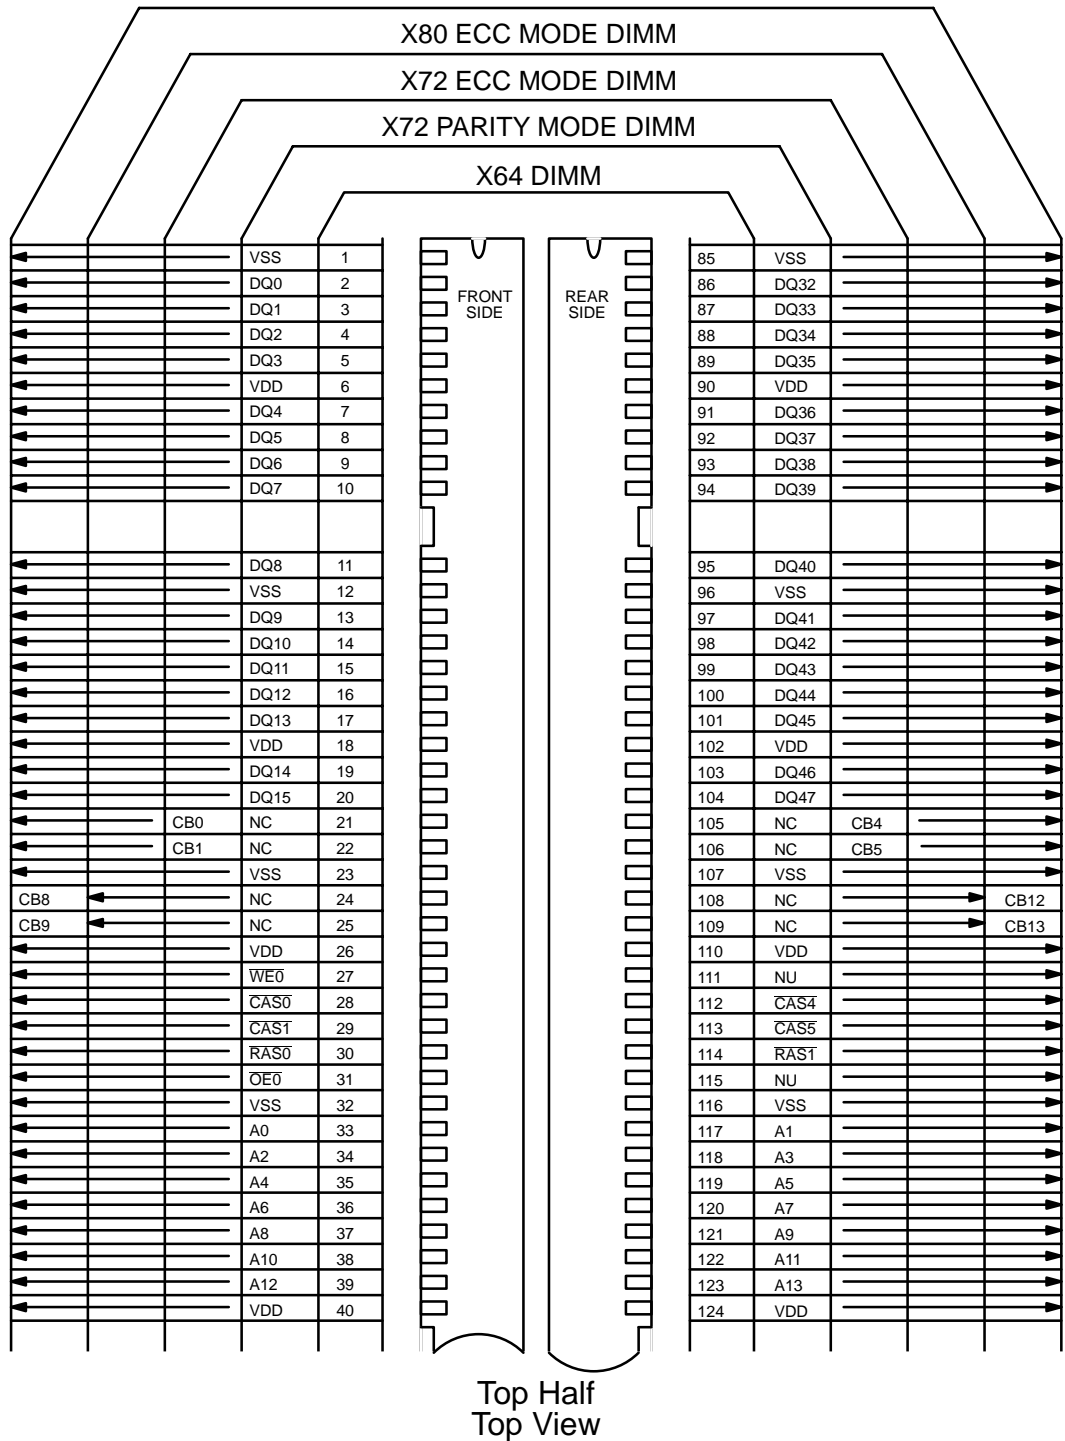 X80 ECC MODE DIMM
X72 ECC MODE DIMM
X72 PARITY MODE DIMM
X64 DIMM
FRONT SIDE
REAR SIDE
VSS 1 85 VSS
DQ0 2 86 DQ32
DQ1 3 87 DQ33
DQ2 4 88 DQ34
DQ3 5 89 DQ35
VDD 6 90 VDD
DQ4 7 91 DQ36
DQ5 8 92 DQ37
DQ6 9 93 DQ38
DQ7 10 94 DQ39
DQ8 11 95 DQ40
VSS 12 96 VSS
DQ9 13 97 DQ41
DQ10 14 98 DQ42
DQ11 15 99 DQ43
DQ12 16 100 DQ44
DQ13 17 101 DQ45
VDD 18 102 VDD
DQ14 19 103 DQ46
DQ15 20 104 DQ47
CB0 NC 21 105 NC CB4
CB1 NC 22 106 NC CB5
VSS 23 107 VSS
CB8 NC 24 108 NC CB12
CB9 NC 25 109 NC CB13
VDD 26 110 VDD
W̅E̅0̅ 27 111 NU
C̅A̅S̅0̅ 28 112 C̅A̅S̅4̅
C̅A̅S̅1̅ 29 113 C̅A̅S̅5̅
R̅A̅S̅0̅ 30 114 R̅A̅S̅1̅
O̅E̅0̅ 31 115 NU
VSS 32 116 VSS
A0 33 117 A1
A2 34 118 A3
A4 35 119 A5
A6 36 120 A7
A8 37 121 A9
A10 38 122 A11
A12 39 123 A13
VDD 40 124 VDD
Top Half
Top View